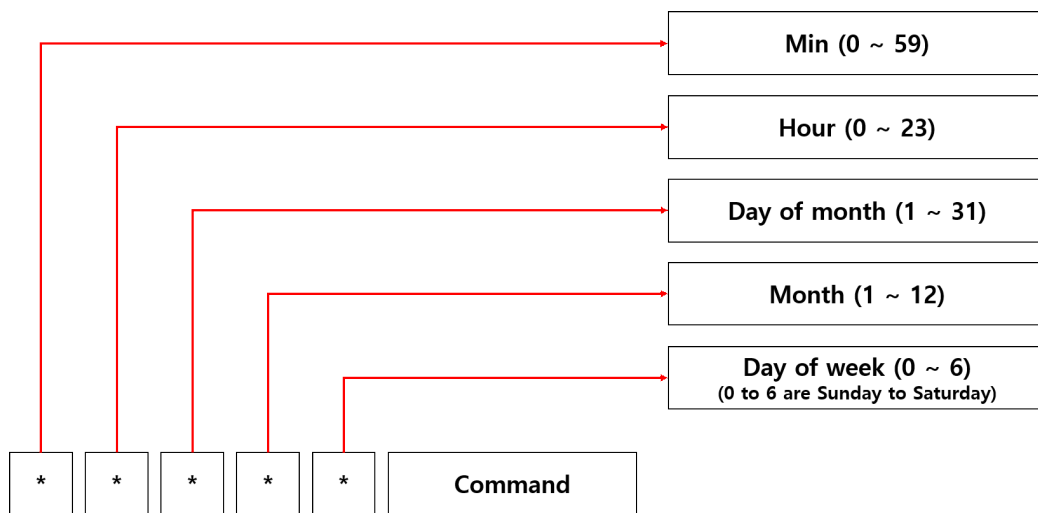 Min (0 ~ 59)
Hour (0 ~ 23)
Day of month (1 ~ 31)
Month (1 ~ 12)
Day of week (0 ~ 6)
(0 to 6 are Sunday to Saturday)
* * * * * Command